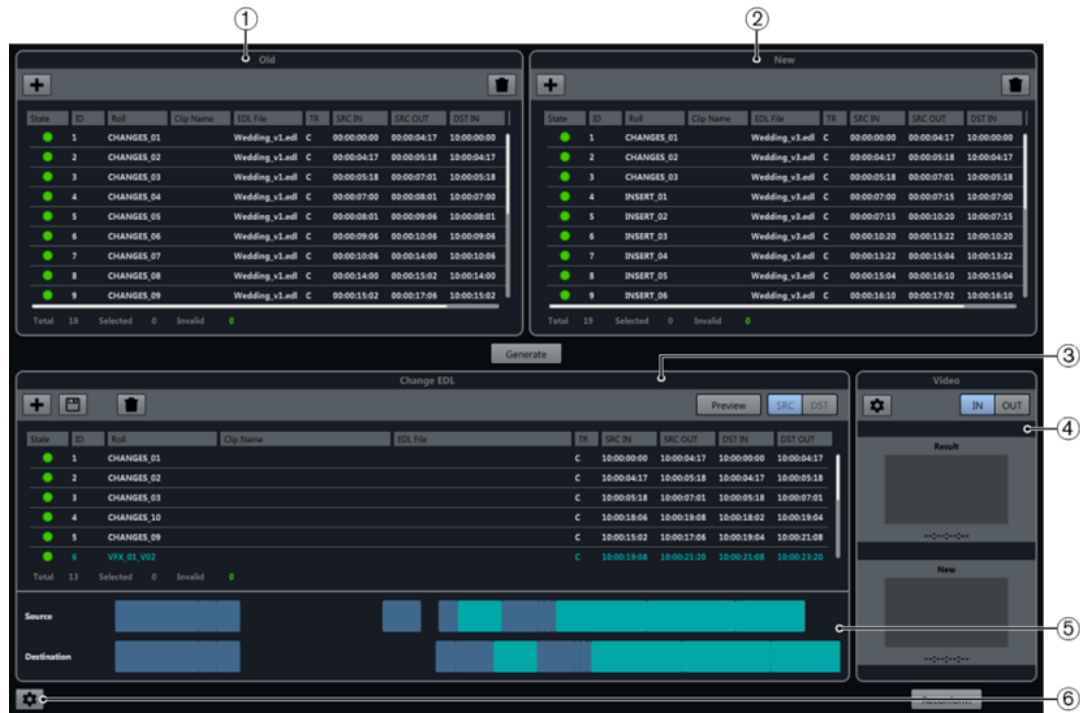 ① ②
Old
State ID Roll Clip Name EDL File TR SRC IN SRC OUT DST IN
1 CHANGES_01 Wedding_v1.edl C 00:00:00:00 00:00:04:17 10:00:00:00
2 CHANGES_02 Wedding_v1.edl C 00:00:04:17 00:00:05:18 10:00:04:17
3 CHANGES_03 Wedding_v1.edl C 00:00:05:18 00:00:07:01 10:00:05:18
4 CHANGES_04 Wedding_v1.edl C 00:00:07:00 00:00:08:01 10:00:07:00
5 CHANGES_05 Wedding_v1.edl C 00:00:08:01 00:00:09:06 10:00:08:01
6 CHANGES_06 Wedding_v1.edl C 00:00:09:06 00:00:10:06 10:00:09:06
7 CHANGES_07 Wedding_v1.edl C 00:00:10:06 00:00:14:00 10:00:10:06
8 CHANGES_08 Wedding_v1.edl C 00:00:14:00 00:00:15:02 10:00:14:00
9 CHANGES_09 Wedding_v1.edl C 00:00:15:02 00:00:17:06 10:00:15:02
Total 18 Selected 0 Invalid 0
New
State ID Roll Clip Name EDL File TR SRC IN SRC OUT DST IN
1 CHANGES_01 Wedding_v3.edl C 00:00:00:00 00:00:04:17 10:00:00:00
2 CHANGES_02 Wedding_v3.edl C 00:00:04:17 00:00:05:18 10:00:04:17
3 CHANGES_03 Wedding_v3.edl C 00:00:05:18 00:00:07:01 10:00:05:18
4 INSERT_01 Wedding_v3.edl C 00:00:07:00 00:00:07:15 10:00:07:00
5 INSERT_02 Wedding_v3.edl C 00:00:07:15 00:00:10:20 10:00:07:15
6 INSERT_03 Wedding_v3.edl C 00:00:10:20 00:00:13:22 10:00:10:20
7 INSERT_04 Wedding_v3.edl C 00:00:13:22 00:00:15:04 10:00:13:22
8 INSERT_05 Wedding_v3.edl C 00:00:15:04 00:00:16:10 10:00:15:04
9 INSERT_06 Wedding_v3.edl C 00:00:16:10 00:00:17:02 10:00:16:10
Total 19 Selected 0 Invalid 0
Generate
③
Change EDL
Preview SRC DST
State ID Roll Clip Name EDL File TR SRC IN SRC OUT DST IN DST OUT
1 CHANGES_01 C 10:00:00:00 10:00:04:17 10:00:00:00 10:00:04:17
2 CHANGES_02 C 10:00:04:17 10:00:05:18 10:00:04:17 10:00:05:18
3 CHANGES_03 C 10:00:05:18 10:00:07:01 10:00:05:18 10:00:07:01
4 CHANGES_10 C 10:00:18:06 10:00:19:08 10:00:18:02 10:00:19:04
5 CHANGES_09 C 10:00:15:02 10:00:17:06 10:00:19:04 10:00:21:08
6 VFX_01_V02 C 10:00:19:08 10:00:21:20 10:00:21:08 10:00:23:20
Total 13 Selected 0 Invalid 0
Source
Destination
Video
IN OUT
④
Result
--:--:--:--
New
--:--:--:--
⑤
⑥
Reconform